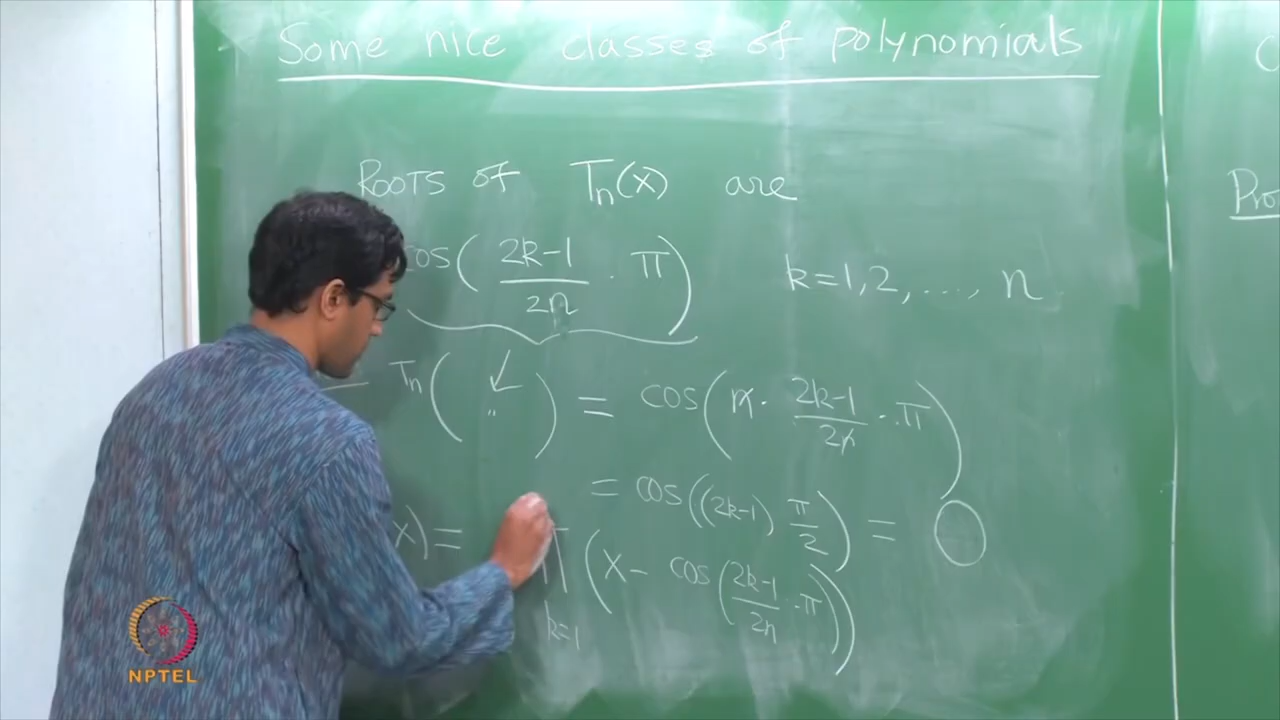 Some nice classes of polynomials
ROOTS of Tn(x) are
cos( (2k-1)/(2n) · π ) k=1,2,..., n
Tn( ↙ .. ) = cos( n · (2k-1)/(2n) · π )
= cos( (2k-1) π/2 ) = 0
x) = ∏ k=1 ( x - cos( (2k-1)/(2n) · π ) )
C
Pro
NPTEL